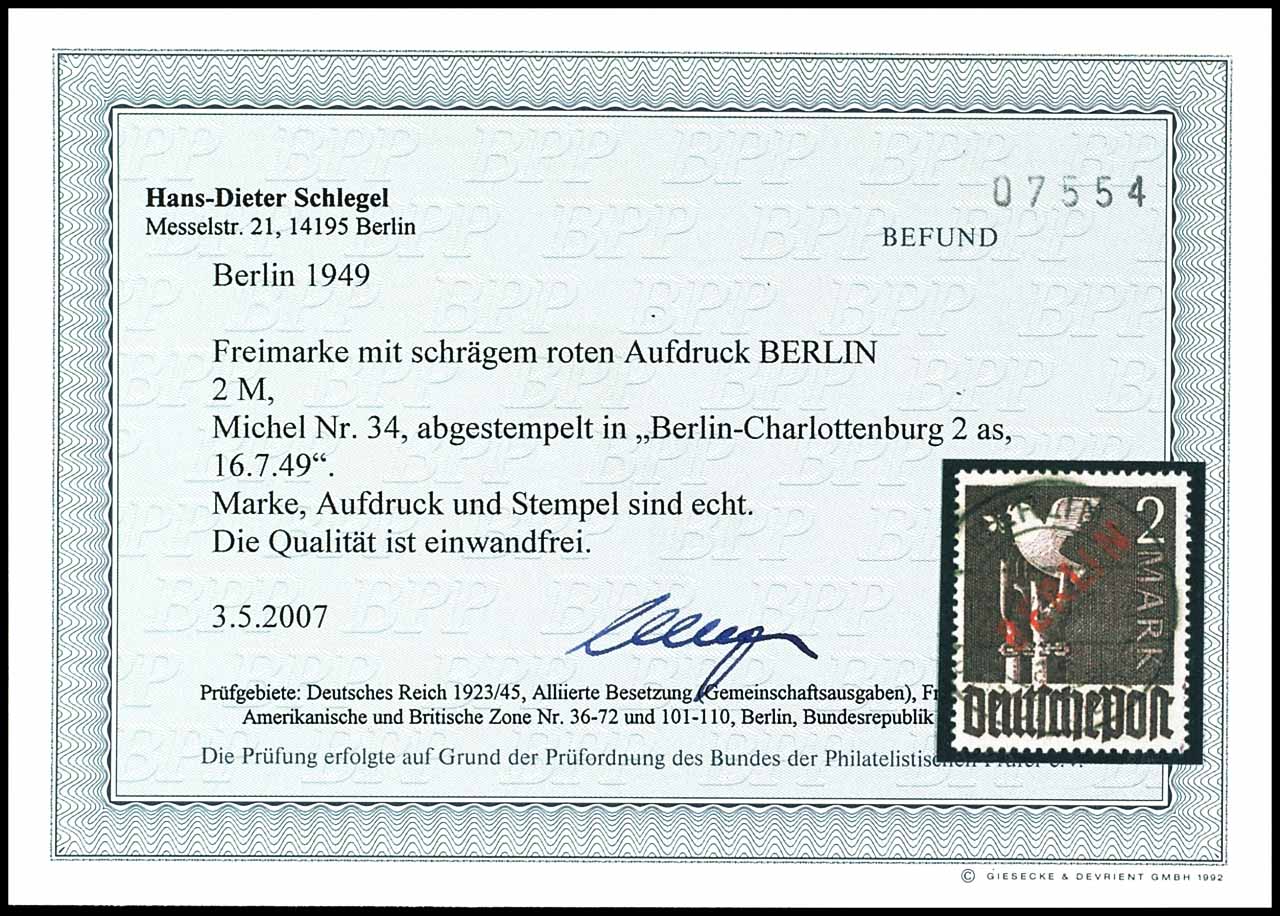 07554
Hans-Dieter Schlegel
Messelstr. 21, 14195 Berlin
BEFUND
Berlin 1949
Freimarke mit schrägem roten Aufdruck BERLIN
2 M,
Michel Nr. 34, abgestempelt in „Berlin-Charlottenburg 2 as,
16.7.49“.
Marke, Aufdruck und Stempel sind echt.
Die Qualität ist einwandfrei.
3.5.2007
2 MARK
BERLIN
Deutsche Post
Prüfgebiete: Deutsches Reich 1923/45, Alliierte Besetzung (Gemeinschaftsausgaben), Fr
Amerikanische und Britische Zone Nr. 36-72 und 101-110, Berlin, Bundesrepublik
Die Prüfung erfolgte auf Grund der Prüfordnung des Bundes der Philatelistischen Prüfer e.V.
© GIESECKE & DEVRIENT GMBH 1992